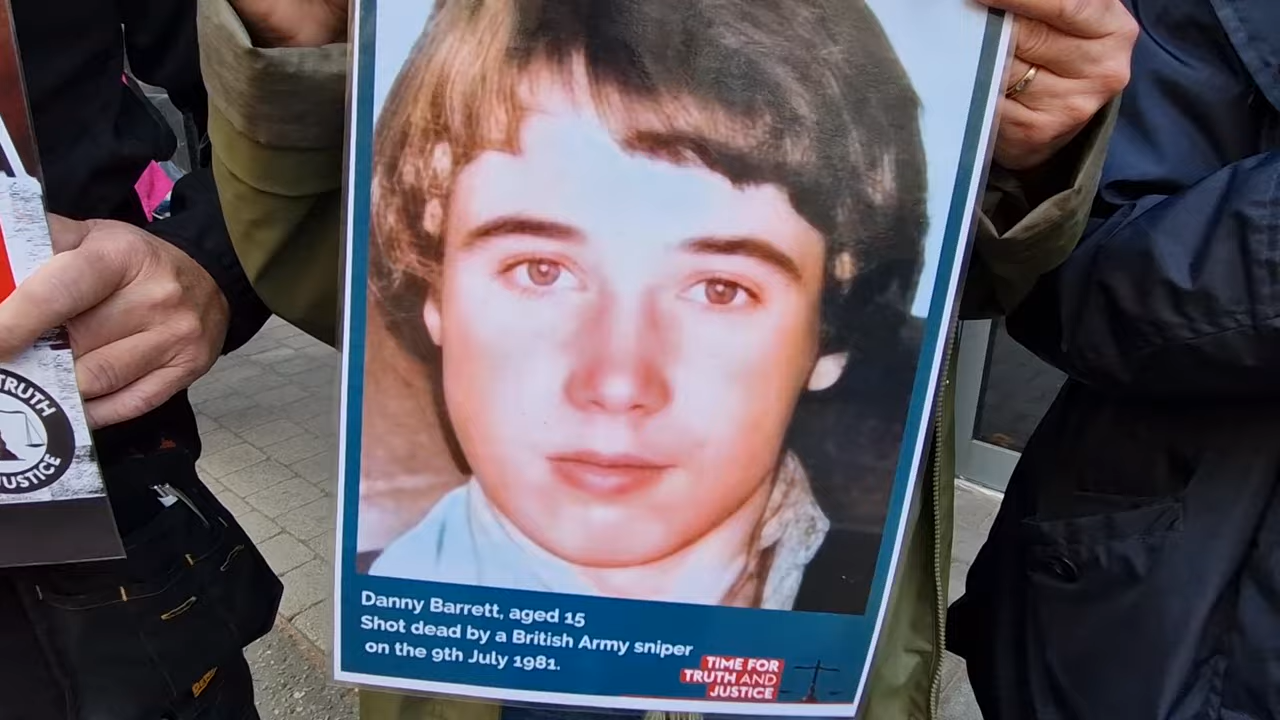 Danny Barrett, aged 15
Shot dead by a British Army sniper
on the 9th July 1981.
TIME FOR
TRUTH AND
JUSTICE
TRUTH
JUSTICE